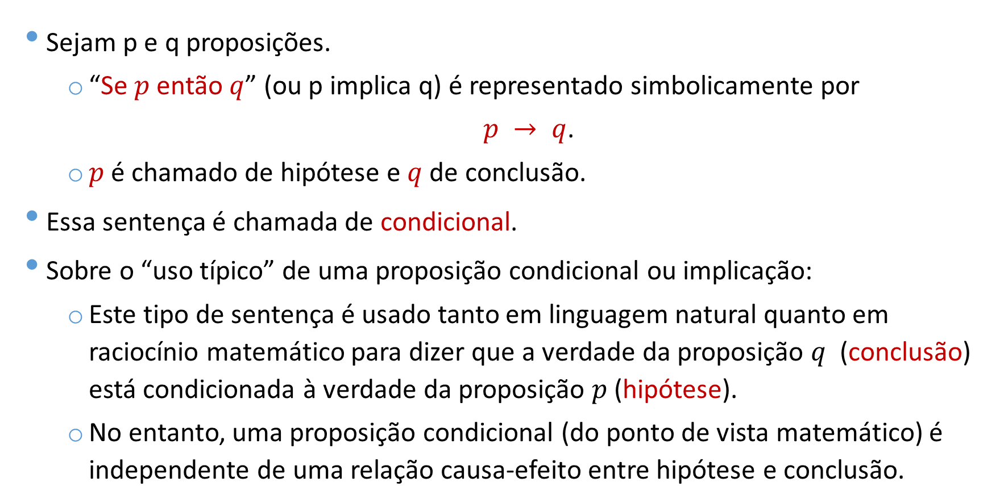 • Sejam p e q proposições.
○ “Se p então q” (ou p implica q) é representado simbolicamente por
p → q.
○ p é chamado de hipótese e q de conclusão.
• Essa sentença é chamada de condicional.
• Sobre o “uso típico” de uma proposição condicional ou implicação:
○ Este tipo de sentença é usado tanto em linguagem natural quanto em
raciocínio matemático para dizer que a verdade da proposição q (conclusão)
está condicionada à verdade da proposição p (hipótese).
○ No entanto, uma proposição condicional (do ponto de vista matemático) é
independente de uma relação causa-efeito entre hipótese e conclusão.